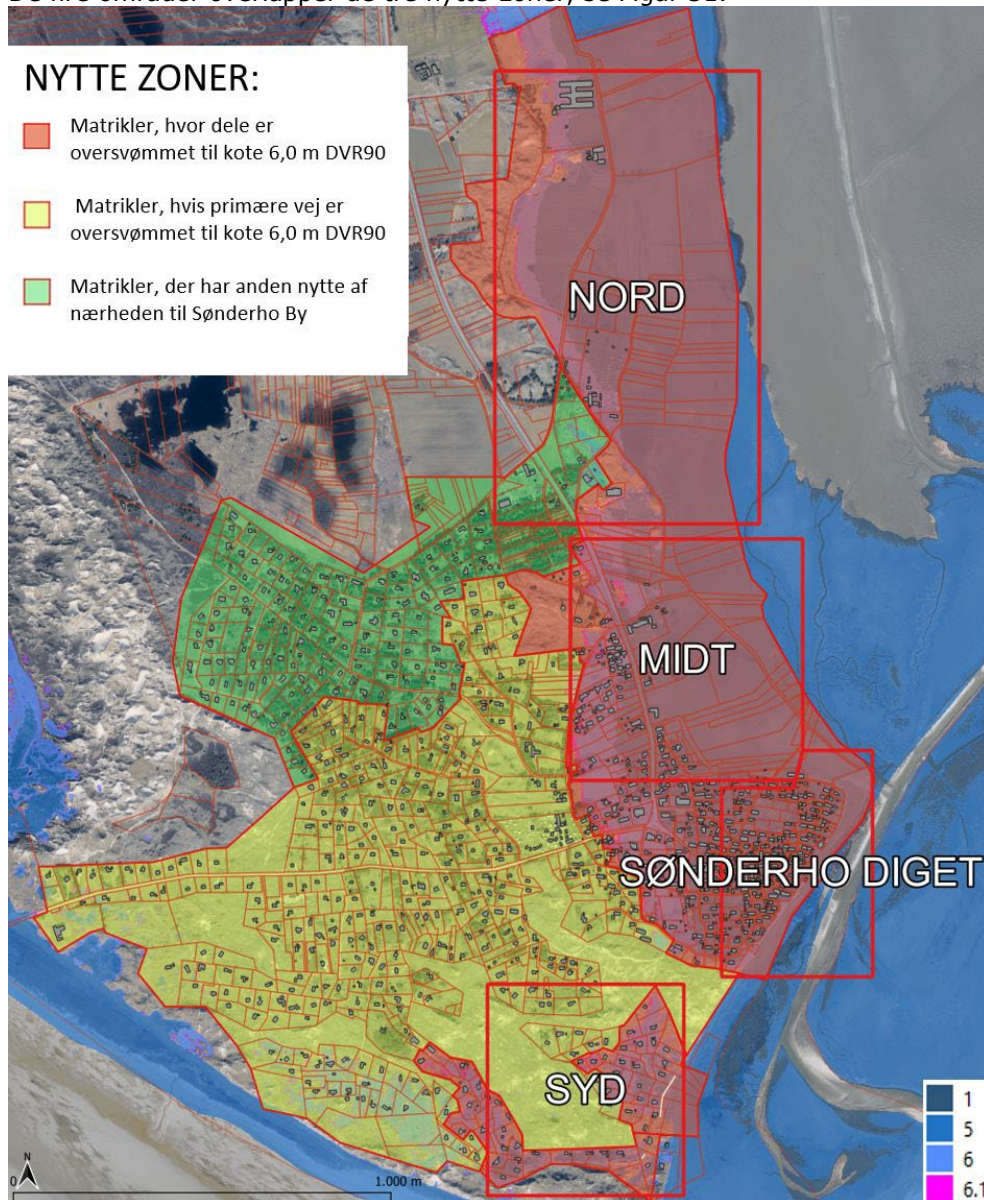 NYTTE ZONER:
Matrikler, hvor dele er
oversvømmet til kote 6,0 m DVR90
Matrikler, hvis primære vej er
oversvømmet til kote 6,0 m DVR90
Matrikler, der har anden nytte af
nærheden til Sønderho By
NORD
MIDT
SØNDERHO DIGET
SYD
1
5
6
6.1
N
0
1.000 m